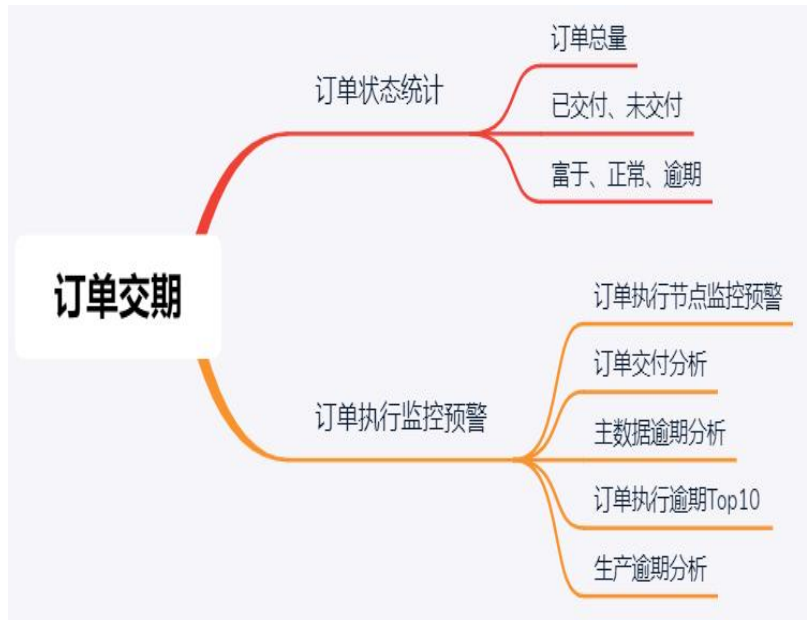 订单交期
订单状态统计
订单总量
已交付、未交付
富于、正常、逾期
订单执行监控预警
订单执行节点监控预警
订单交付分析
主数据逾期分析
订单执行逾期Top10
生产逾期分析